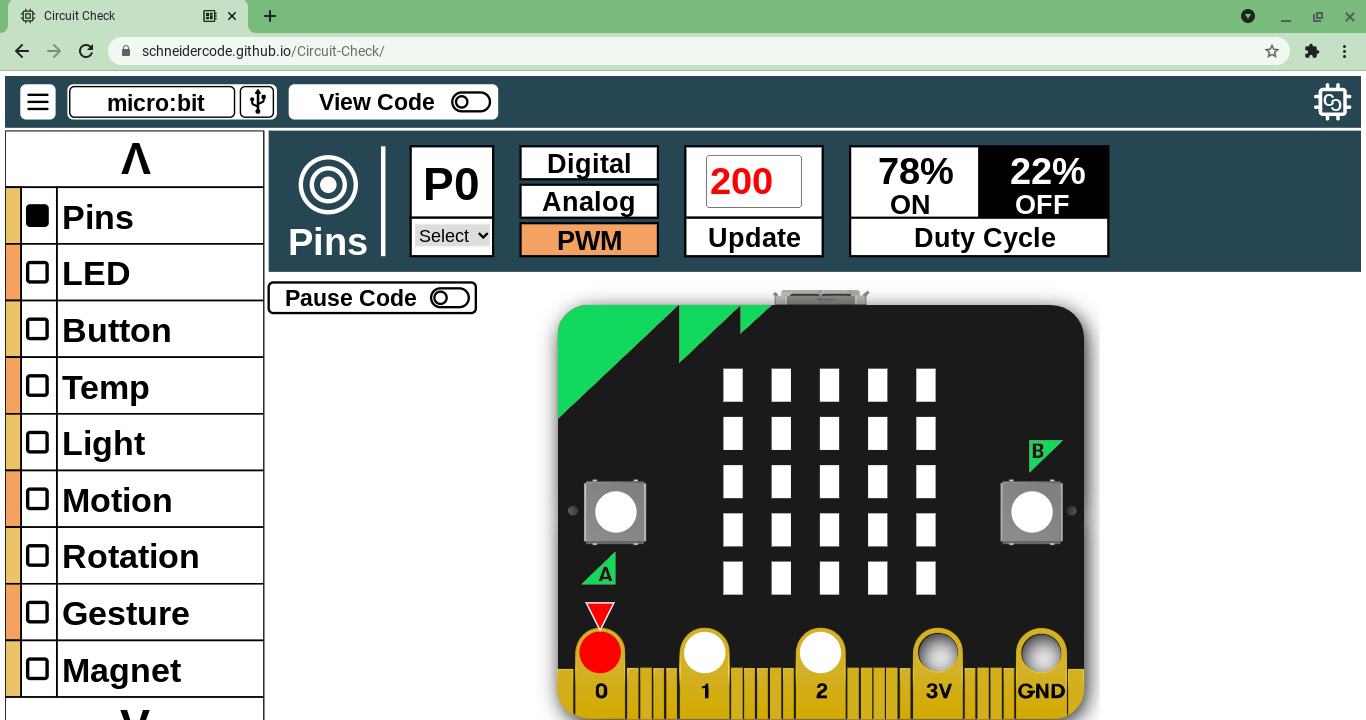 Circuit Check
schneidercode.github.io/Circuit-Check/
micro:bit
View Code
Λ
Pins
LED
Button
Temp
Light
Motion
Rotation
Gesture
Magnet
V
Pins
P0
Select
Digital
Analog
PWM
200
Update
78%
ON
22%
OFF
Duty Cycle
Pause Code
B
A
0
1
2
3V
GND